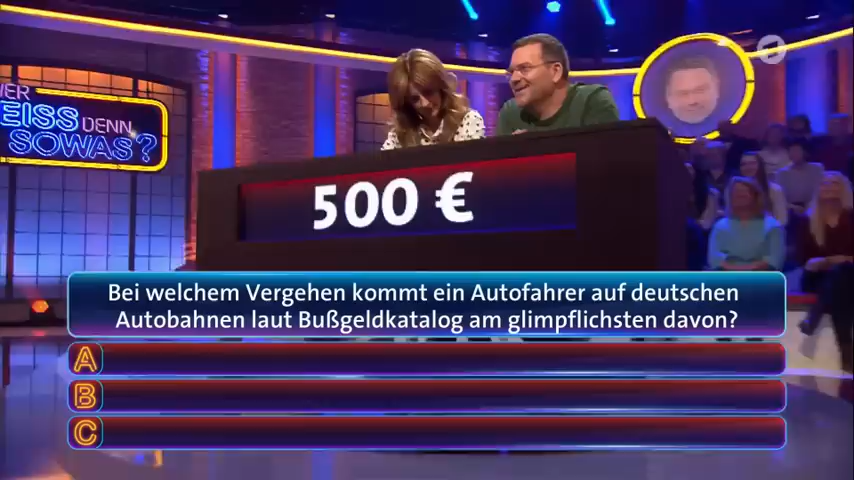 WER
WEISS DENN
SOWAS?
500 €
Bei welchem Vergehen kommt ein Autofahrer auf deutschen
Autobahnen laut Bußgeldkatalog am glimpflichsten davon?
A
B
C